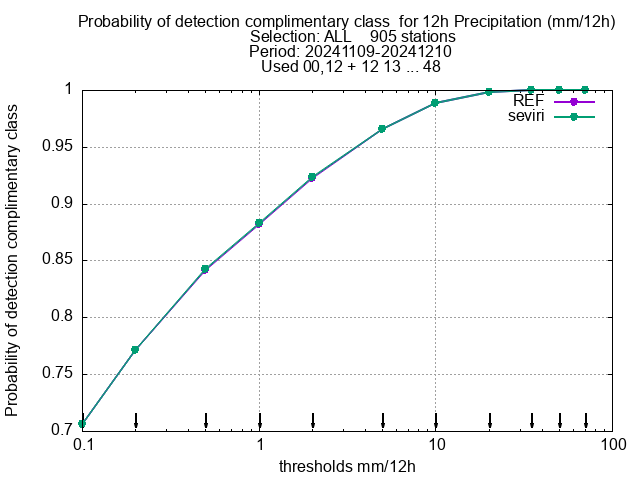 Probability of detection complimentary class  for 12h Precipitation (mm/12h)
Selection: ALL    905 stations
Period: 20241109-20241210
Used 00,12 + 12 13 ... 48
REF
seviri
Probability of detection complimentary class
1
0.95
0.9
0.85
0.8
0.75
0.7
0.1 1 10 100
thresholds mm/12h